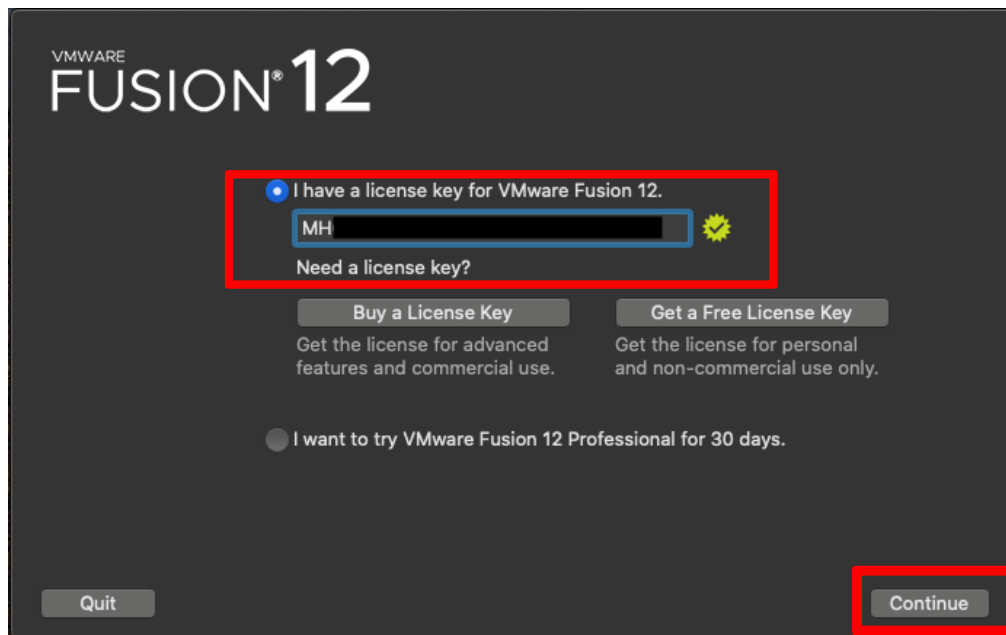 VMWARE
FUSION® 12
I have a license key for VMware Fusion 12.
MH
Need a license key?
Buy a License Key
Get a Free License Key
Get the license for advanced
features and commercial use.
Get the license for personal
and non-commercial use only.
I want to try VMware Fusion 12 Professional for 30 days.
Quit
Continue